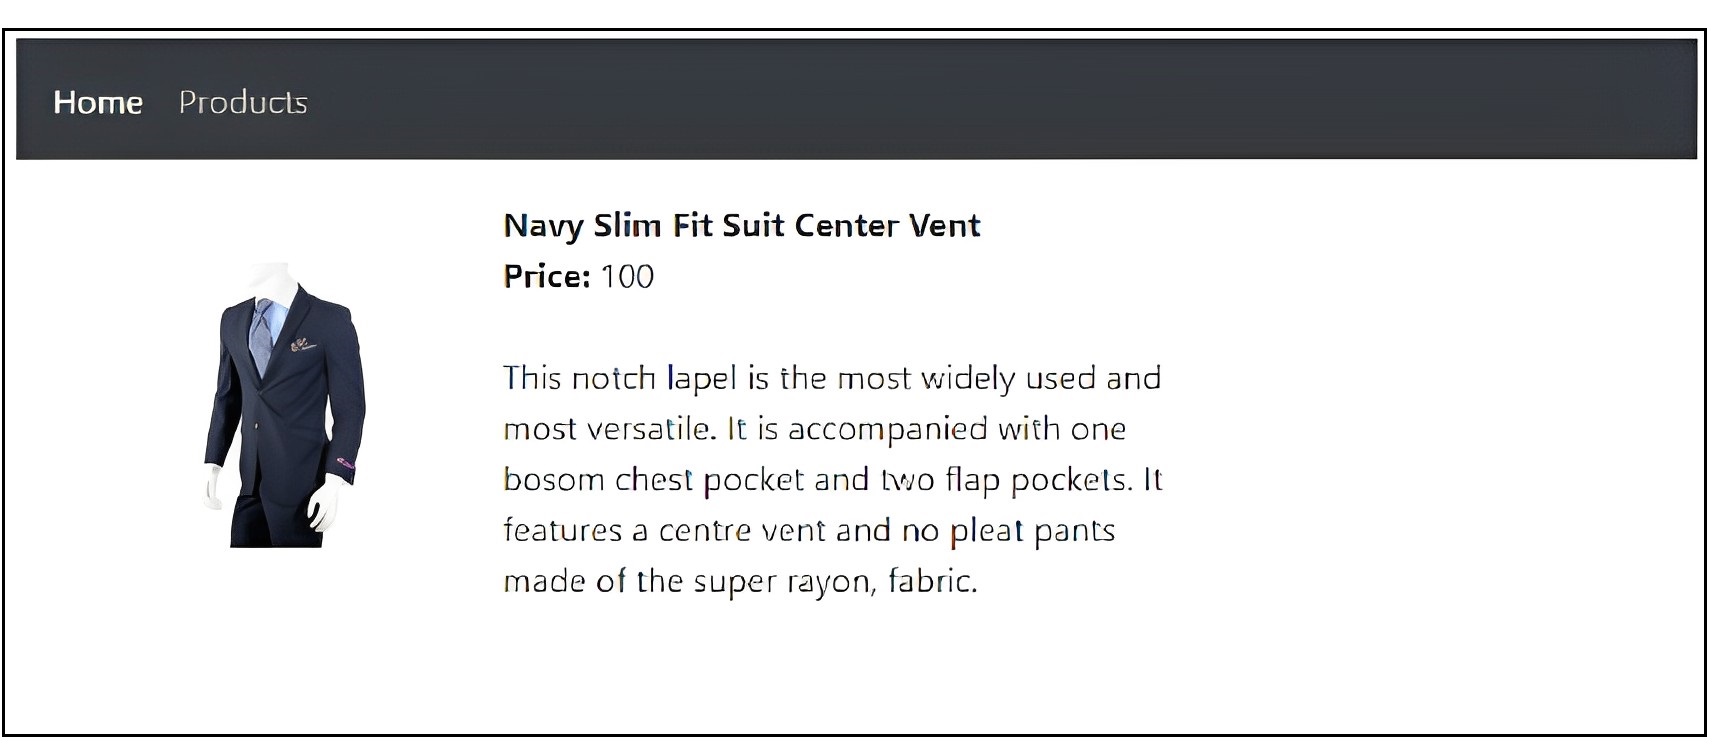 Home Products
Navy Slim Fit Suit Center Vent
Price: 100
This notch lapel is the most widely used and
most versatile. It is accompanied with one
bosom chest pocket and two flap pockets. It
features a centre vent and no pleat pants
made of the super rayon, fabric.